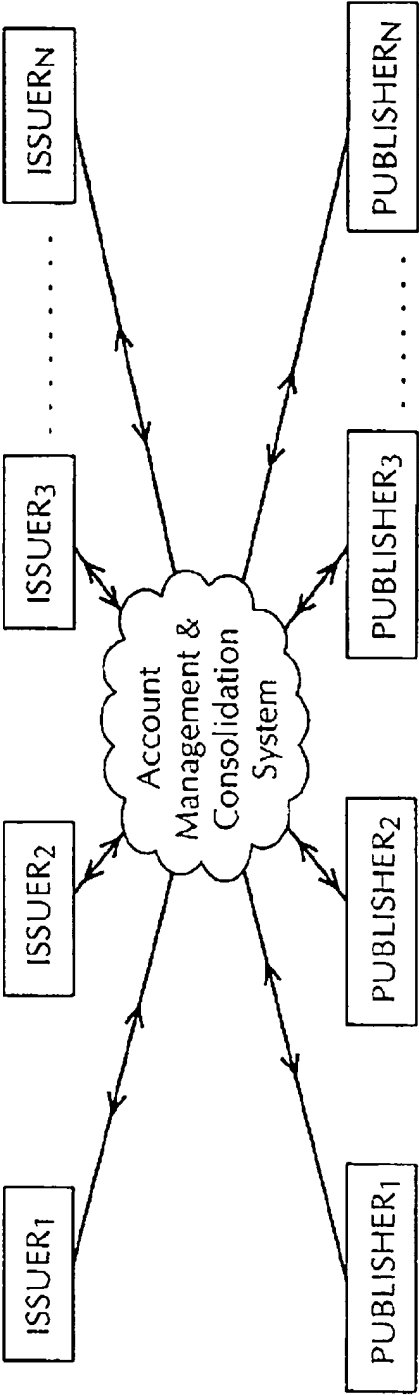 ISSUER₁
ISSUER₂
ISSUER₃
ISSUERN
Account
Management &
Consolidation
System
PUBLISHER₁
PUBLISHER₂
PUBLISHER₃
PUBLISHERN